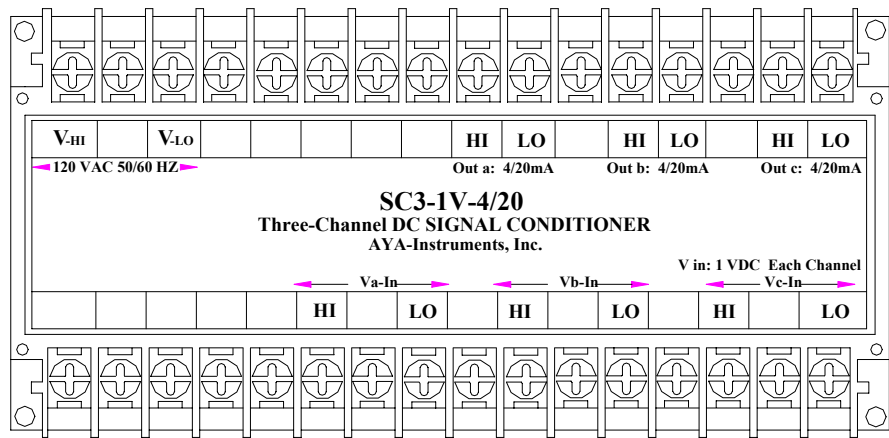 V-HI V-LO HI LO HI LO HI LO
120 VAC 50/60 HZ Out a: 4/20mA Out b: 4/20mA Out c: 4/20mA
SC3-1V-4/20
Three-Channel DC SIGNAL CONDITIONER
AYA-Instruments, Inc.
V in: 1 VDC Each Channel
Va-In Vb-In Vc-In
HI LO HI LO HI LO